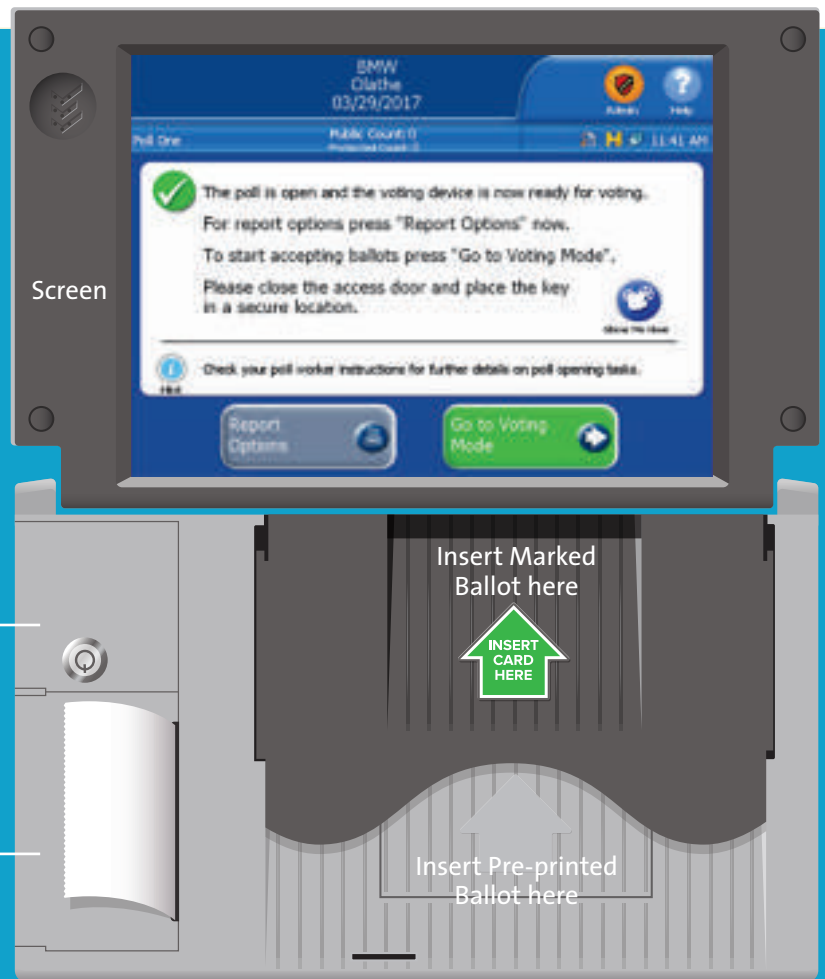 BMW
Olathe
03/29/2017
Admin
Help
Poll One
Public Count: 0
Protected Count: 0
11:41 AM
The poll is open and the voting device is now ready for voting.
For report options press "Report Options" now.
To start accepting ballots press "Go to Voting Mode".
Please close the access door and place the key
in a secure location.
Show Me How
Check your poll worker instructions for further details on poll opening tasks.
Hint
Report
Options
Go to Voting
Mode
Screen
Insert Marked
Ballot here
INSERT
CARD
HERE
Insert Pre-printed
Ballot here